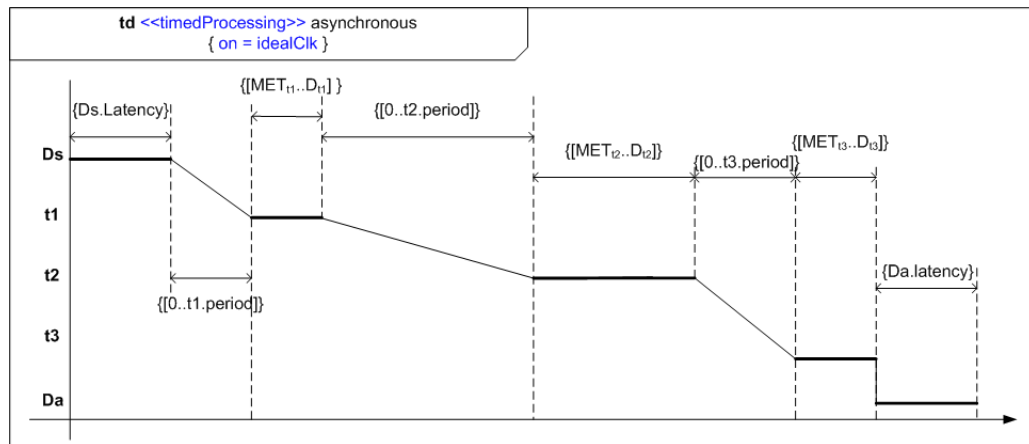 td <<timedProcessing>> asynchronous
{ on = idealClk }
{[METt1..Dt1] }
{Ds.Latency}
{[0..t2.period]}
{[METt2..Dt2]}
{[METt3..Dt3]}
{[0..t3.period]}
Ds
t1
t2
{Da.latency}
{[0..t1.period]}
t3
Da